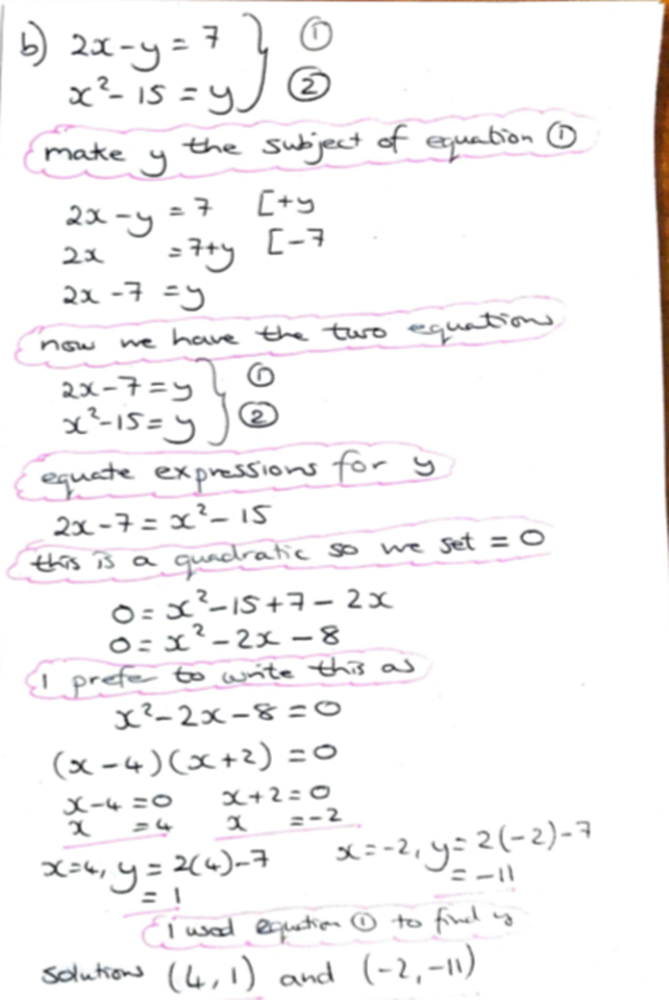 b) 2x - y = 7 } ①
x² - 15 = y } ②
make y the subject of equation ①
2x - y = 7 [+y
2x = 7+y [-7
2x - 7 = y
now we have the two equations
2x - 7 = y } ①
x² - 15 = y } ②
equate expressions for y
2x - 7 = x² - 15
this is a quadratic so we set = 0
0 = x² - 15 + 7 - 2x
0 = x² - 2x - 8
I prefer to write this as
x² - 2x - 8 = 0
(x - 4)(x + 2) = 0
x - 4 = 0 x + 2 = 0
x = 4 x = -2
x = 4, y = 2(4) - 7 x = -2, y = 2(-2) - 7
= 1 = -11
I used equation ① to find y
solutions (4, 1) and (-2, -11)